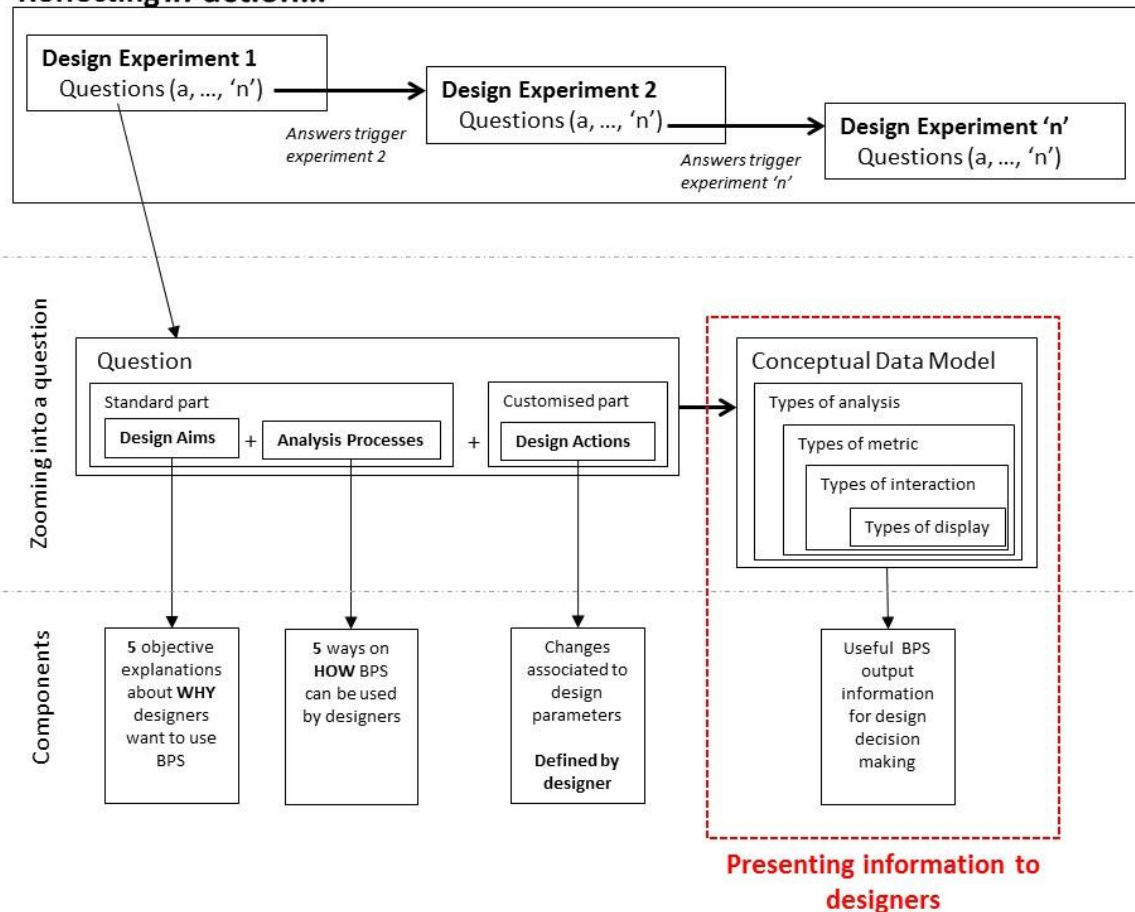 Reflecting in action...
Design Experiment 1
Questions (a, ..., ‘n’)
Answers trigger
experiment 2
Design Experiment 2
Questions (a, ..., ‘n’)
Answers trigger
experiment ‘n’
Design Experiment ‘n’
Questions (a, ..., ‘n’)
Zooming into a question
Question
Standard part
Design Aims + Analysis Processes
+
Customised part
Design Actions
Conceptual Data Model
Types of analysis
Types of metric
Types of interaction
Types of display
Components
5 objective
explanations
about WHY
designers
want to use
BPS
5 ways on
HOW BPS
can be used
by designers
Changes
associated to
design
parameters
Defined by
designer
Useful BPS
output
information
for design
decision
making
Presenting information to
designers